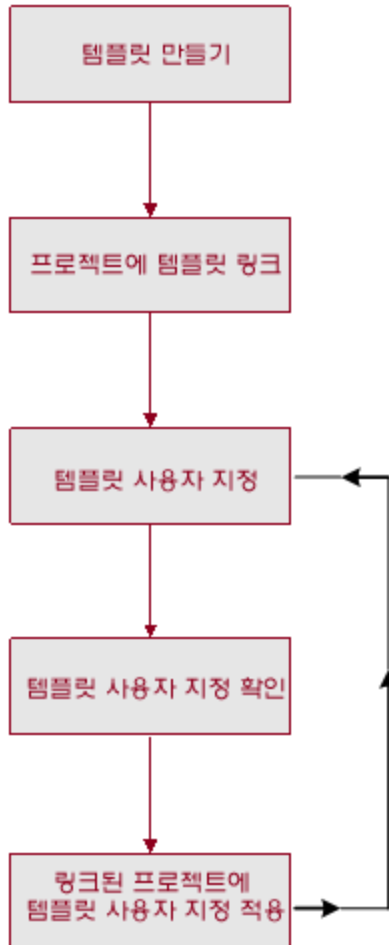 템플릿 만들기
프로젝트에 템플릿 링크
템플릿 사용자 지정
템플릿 사용자 지정 확인
링크된 프로젝트에
템플릿 사용자 지정 적용